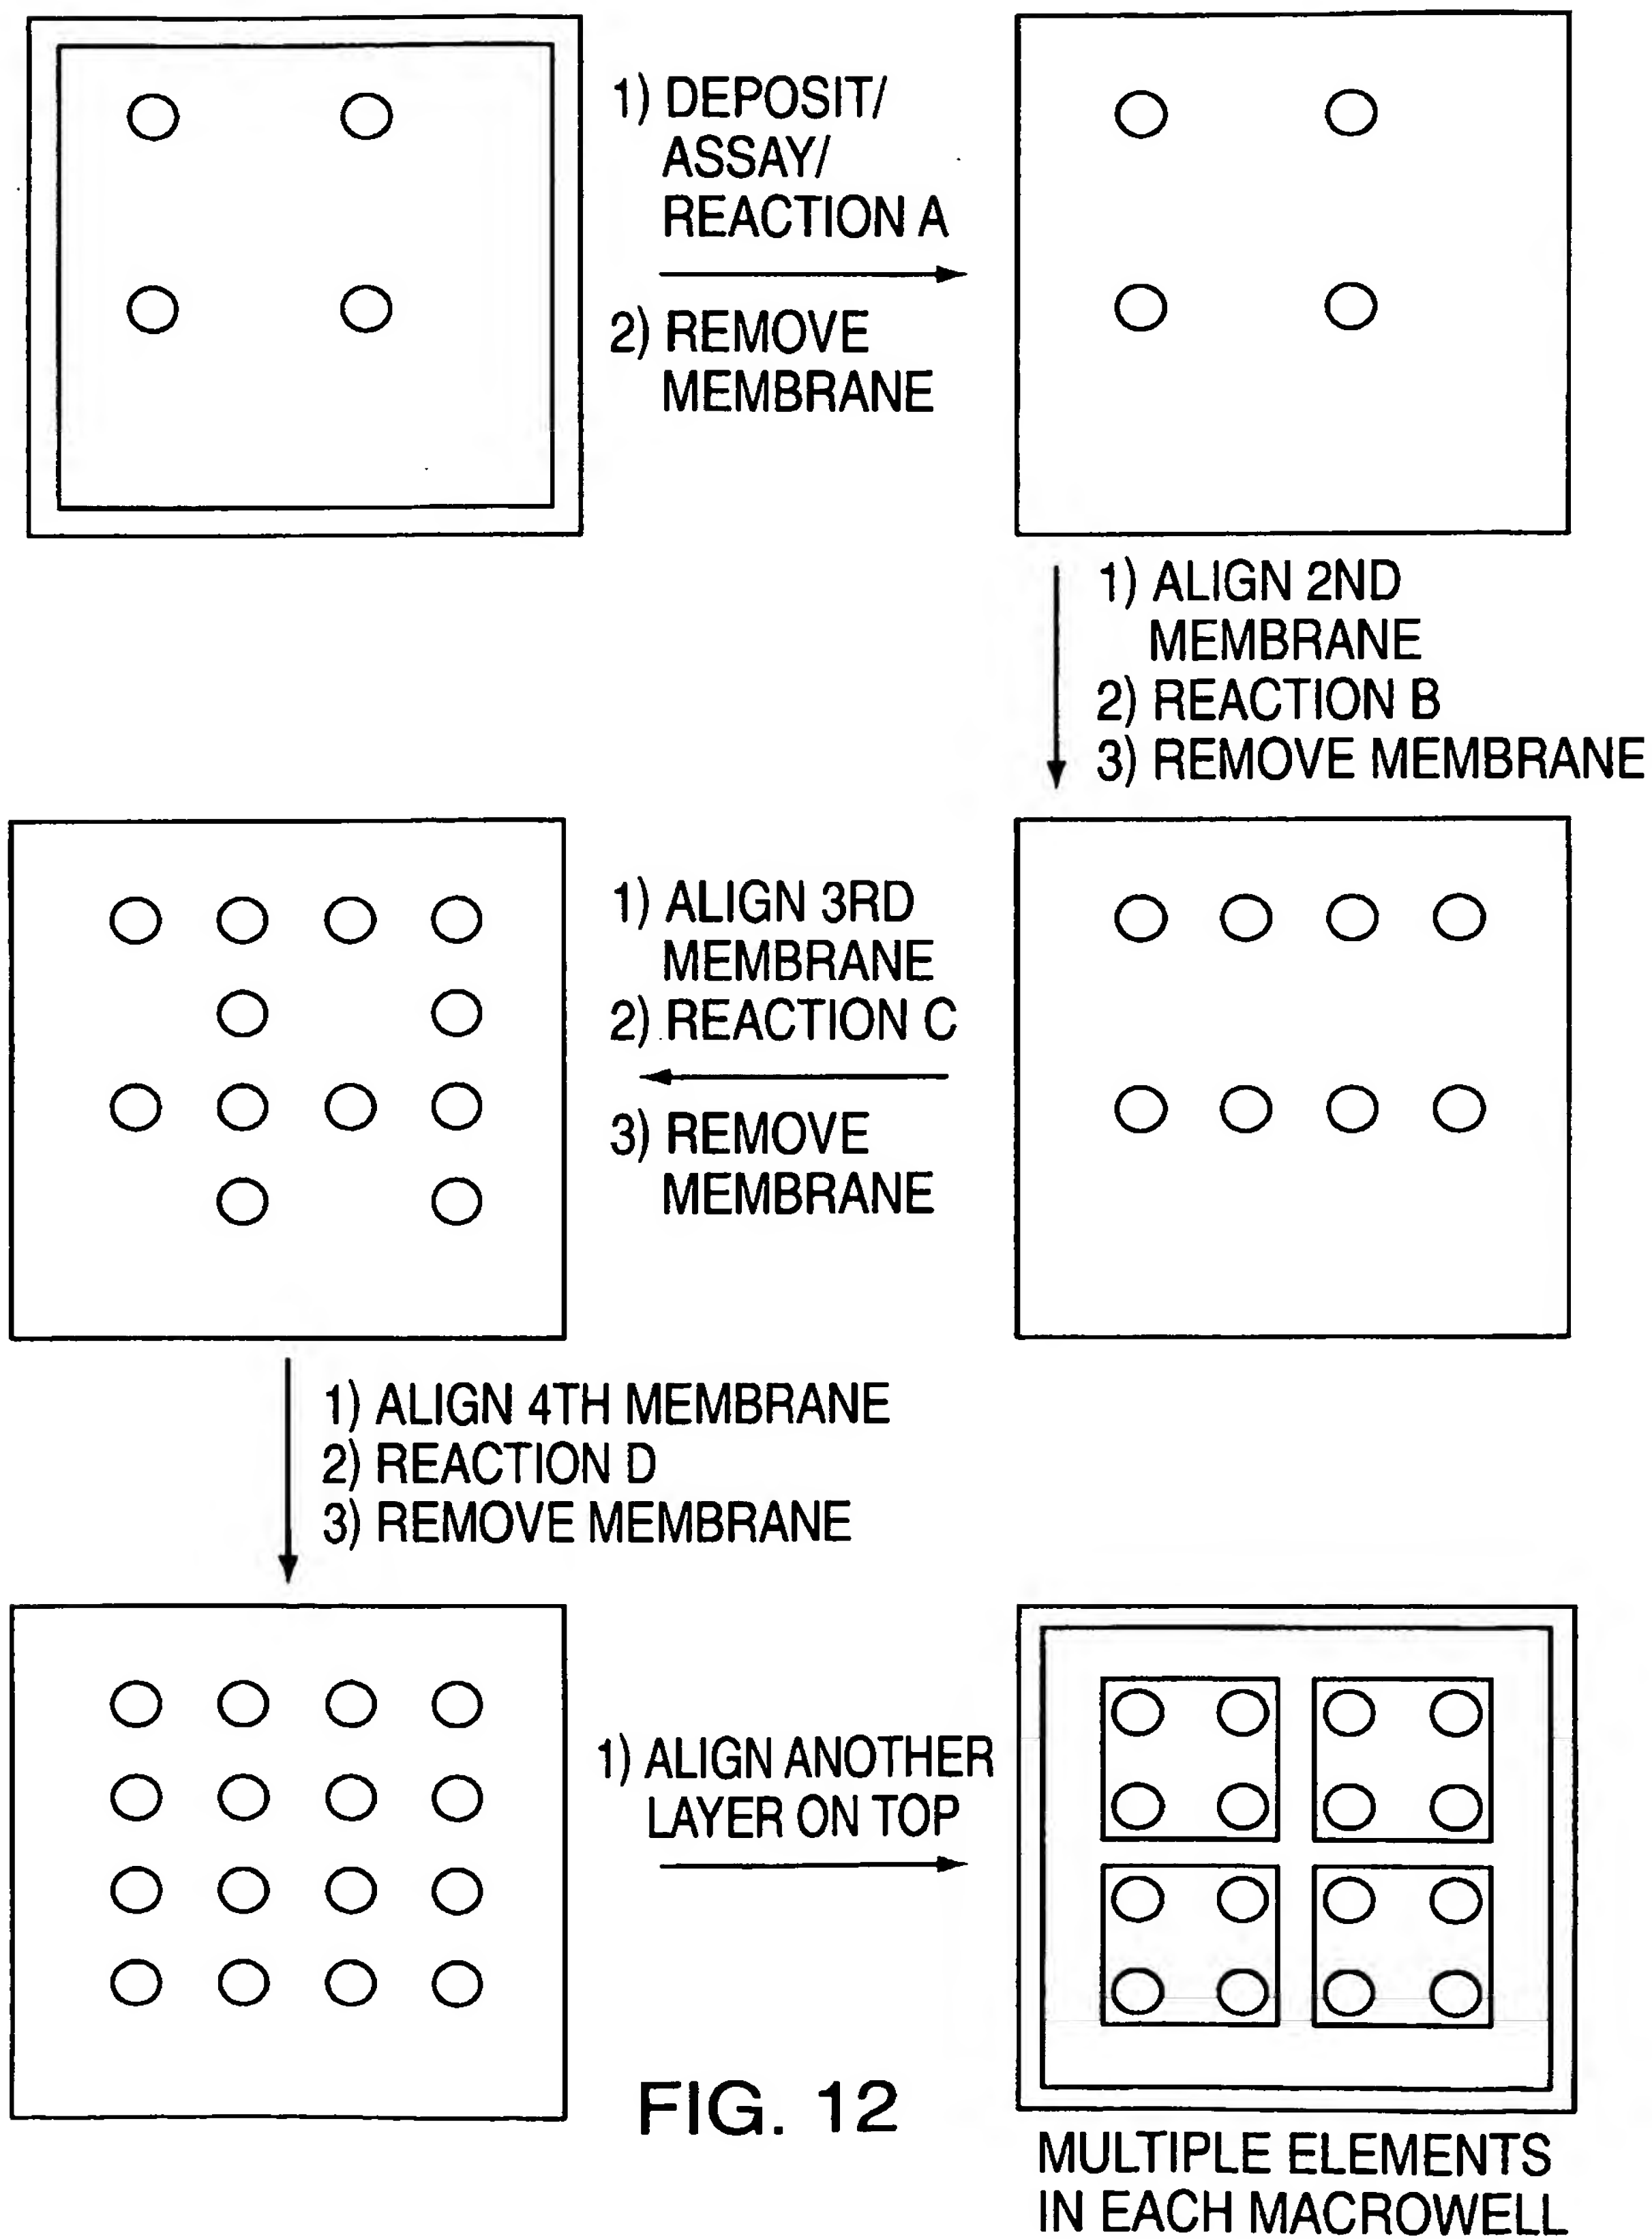 1) DEPOSIT/
ASSAY/
REACTION A
2) REMOVE
MEMBRANE
1) ALIGN 2ND
MEMBRANE
2) REACTION B
3) REMOVE MEMBRANE
1) ALIGN 3RD
MEMBRANE
2) REACTION C
3) REMOVE
MEMBRANE
1) ALIGN 4TH MEMBRANE
2) REACTION D
3) REMOVE MEMBRANE
1) ALIGN ANOTHER
LAYER ON TOP
FIG. 12
MULTIPLE ELEMENTS
IN EACH MACROWELL